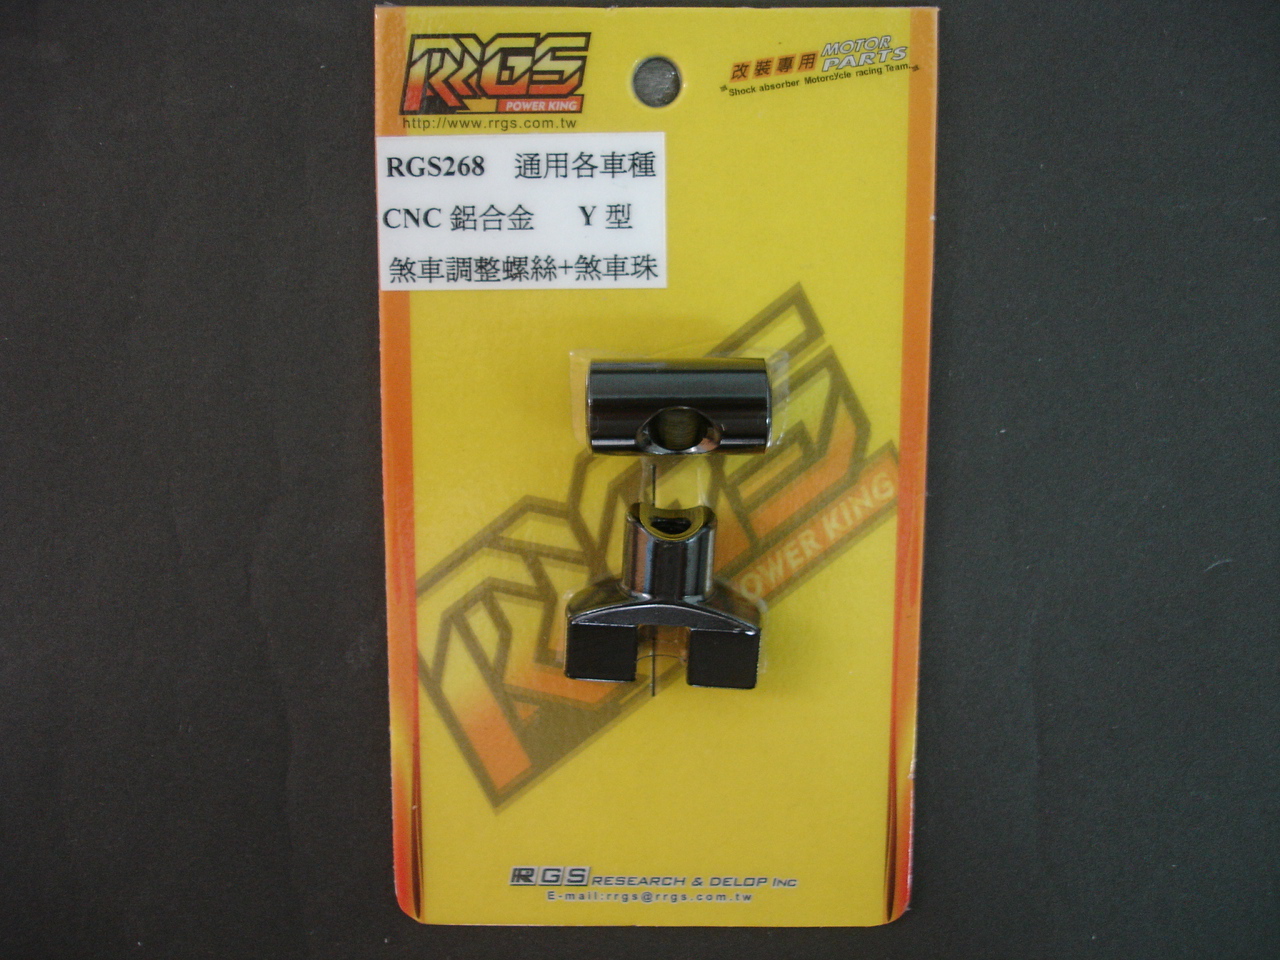 RRGS
POWER KING
http://www.rrgs.com.tw
改裝專用 MOTOR PARTS
"Shock absorber Motorcycle racing Team."
RGS268 通用各車種
CNC 鋁合金 Y 型
煞車調整螺絲+煞車珠
RRGS
POWER KING
RGS RESEARCH & DELOP INC
E-mail:rrgs@rrgs.com.tw